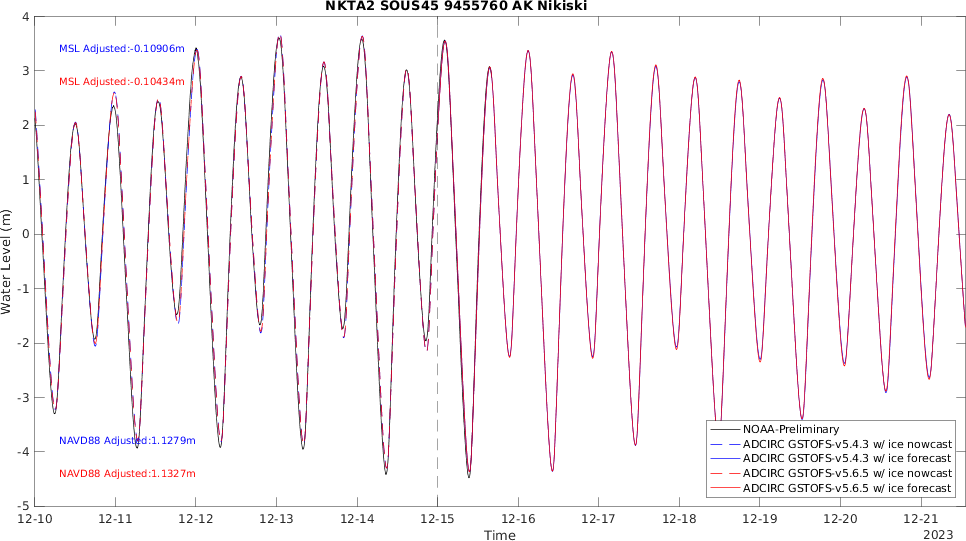 NKTA2 SOUS45 9455760 AK Nikiski
4
3
2
1
0
-1
-2
-3
-4
-5
Water Level (m)
MSL Adjusted:-0.10906m
MSL Adjusted:-0.10434m
NAVD88 Adjusted:1.1279m
NAVD88 Adjusted:1.1327m
NOAA-Preliminary
ADCIRC GSTOFS-v5.4.3 w/ ice nowcast
ADCIRC GSTOFS-v5.4.3 w/ ice forecast
ADCIRC GSTOFS-v5.6.5 w/ ice nowcast
ADCIRC GSTOFS-v5.6.5 w/ ice forecast
12-10 12-11 12-12 12-13 12-14 12-15 12-16 12-17 12-18 12-19 12-20 12-21
Time
2023